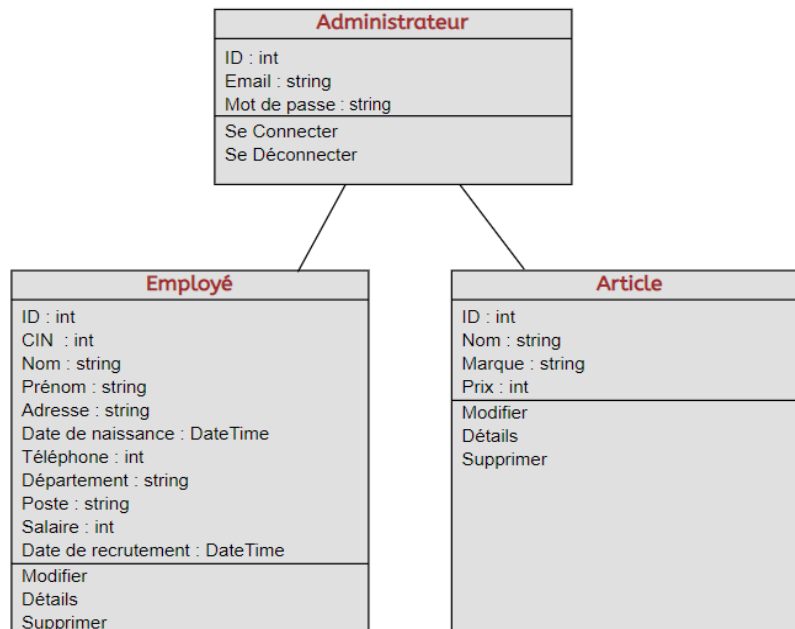 Administrateur
ID : int
Email : string
Mot de passe : string
Se Connecter
Se Déconnecter
Employé
ID : int
CIN : int
Nom : string
Prénom : string
Adresse : string
Date de naissance : DateTime
Téléphone : int
Département : string
Poste : string
Salaire : int
Date de recrutement : DateTime
Modifier
Détails
Supprimer
Article
ID : int
Nom : string
Marque : string
Prix : int
Modifier
Détails
Supprimer